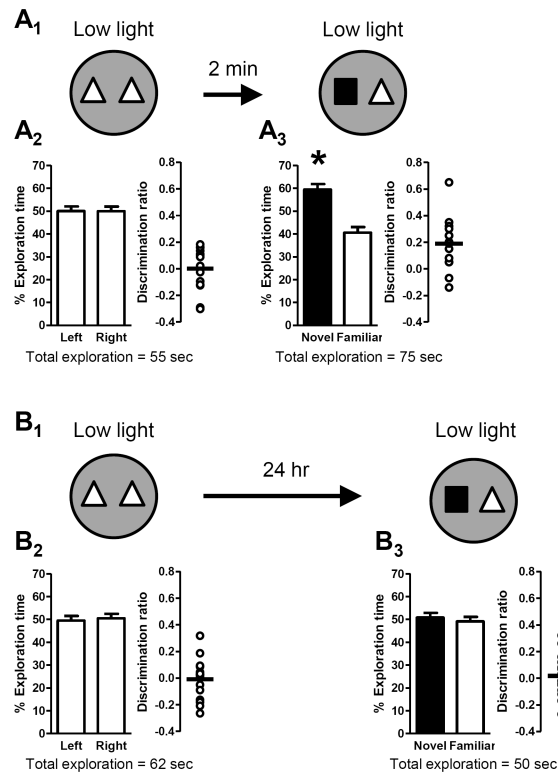 A1
Low light
Low light
2 min
A2
% Exploration time
70
60
50
40
30
20
10
0
Left Right
Discrimination ratio
0.8
0.6
0.4
0.2
0.0
-0.2
-0.4
Total exploration = 55 sec
A3
*
% Exploration time
70
60
50
40
30
20
10
0
Novel Familiar
Discrimination ratio
0.8
0.6
0.4
0.2
0.0
-0.2
-0.4
Total exploration = 75 sec
B1
Low light
Low light
24 hr
B2
% Exploration time
70
60
50
40
30
20
10
0
Left Right
Discrimination ratio
0.8
0.6
0.4
0.2
0.0
-0.2
-0.4
Total exploration = 62 sec
B3
% Exploration time
70
60
50
40
30
20
10
0
Novel Familiar
Discrimination ratio
0.8
0.6
0.4
0.2
0.0
-0.2
-0.4
Total exploration = 50 sec